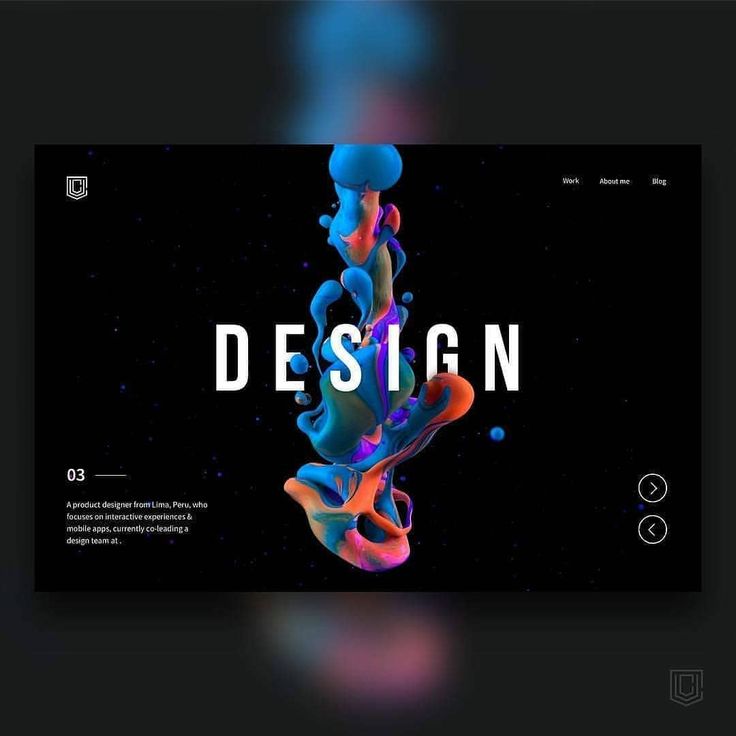 Work About me Blog
DESIGN
03
A product designer from Lima, Peru, who
focuses on interactive experiences &
mobile apps, currently co-leading a
design team at .